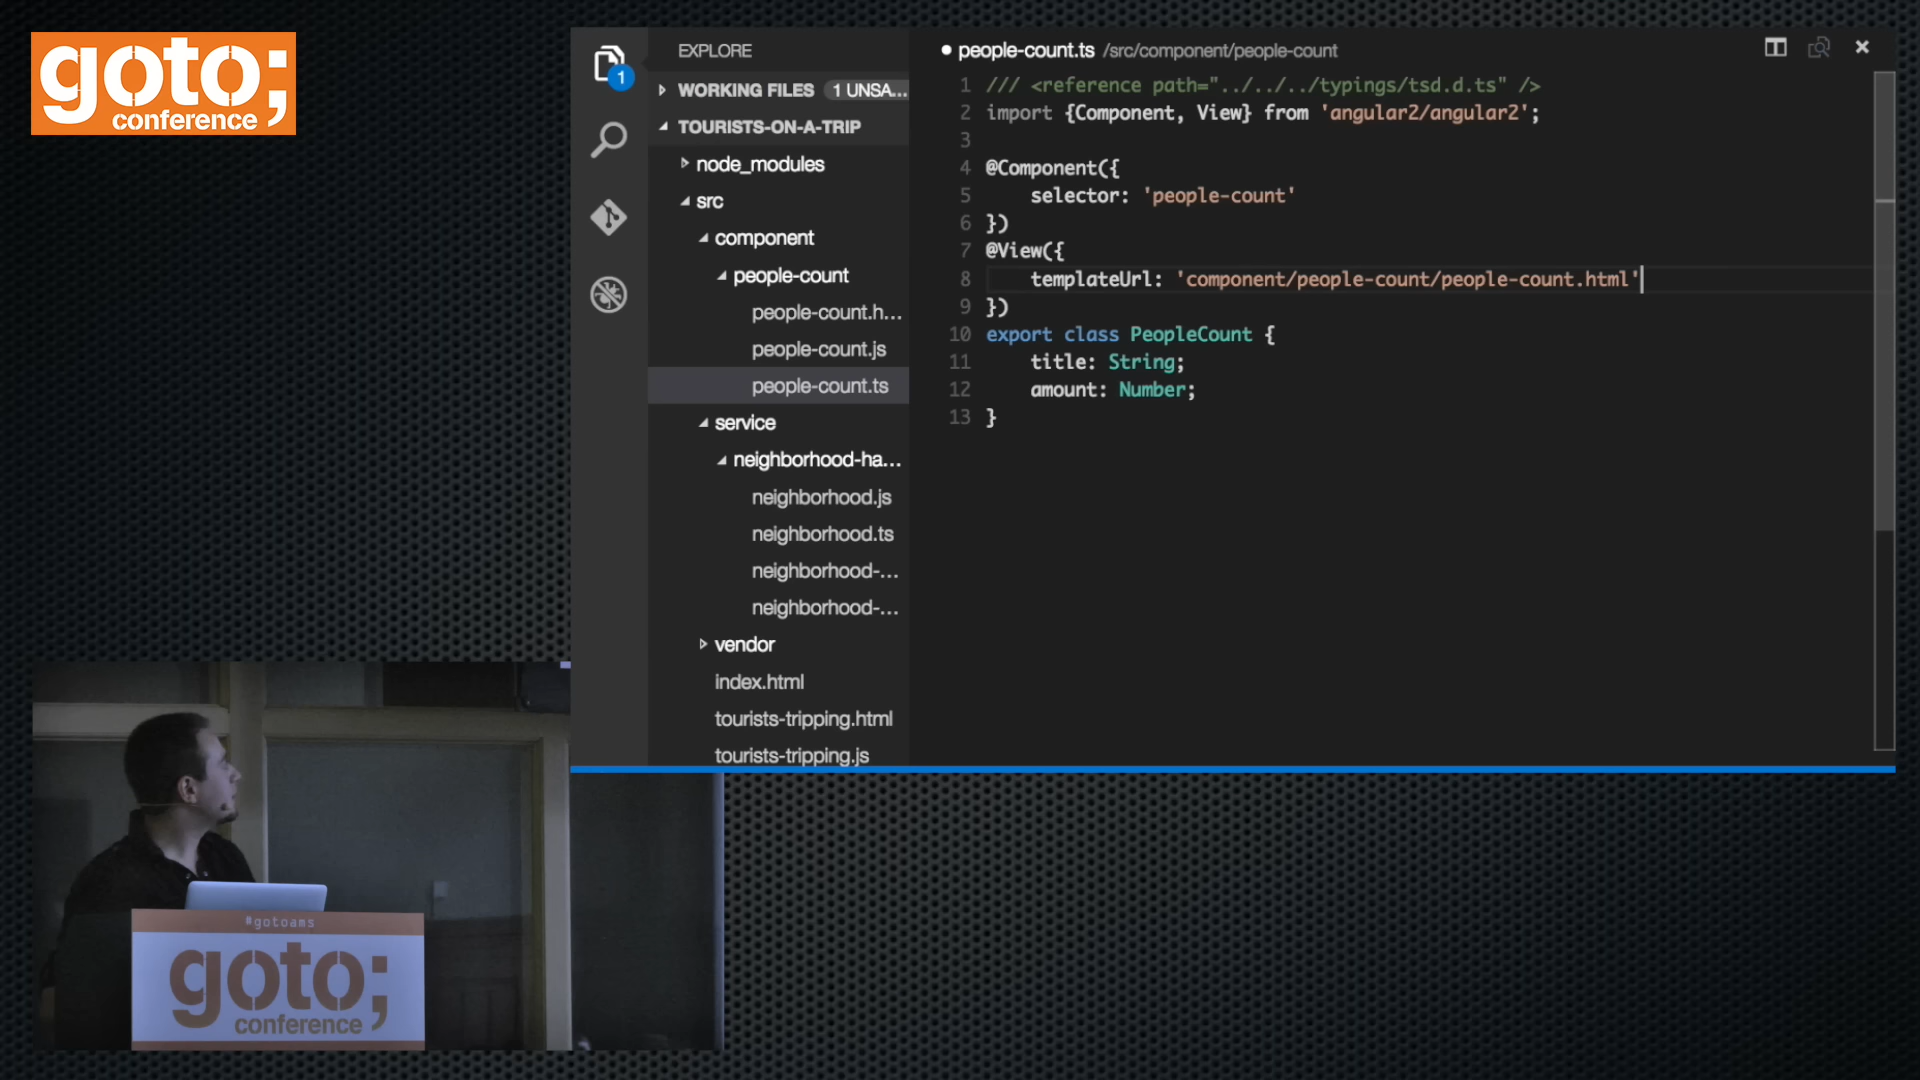 goto;
conference
EXPLORE
WORKING FILES 1 UNSA...
TOURISTS-ON-A-TRIP
node_modules
src
component
people-count
people-count.h...
people-count.js
people-count.ts
service
neighborhood-ha...
neighborhood.js
neighborhood.ts
neighborhood-...
neighborhood-...
vendor
index.html
tourists-tripping.html
tourists-tripping.js
1
● people-count.ts /src/component/people-count
1 /// <reference path="../../../typings/tsd.d.ts" />
2 import {Component, View} from 'angular2/angular2';
3
4 @Component({
5 selector: 'people-count'
6 })
7 @View({
8 templateUrl: 'component/people-count/people-count.html'
9 })
10 export class PeopleCount {
11 title: String;
12 amount: Number;
13 }
#gotoams
goto;
conference